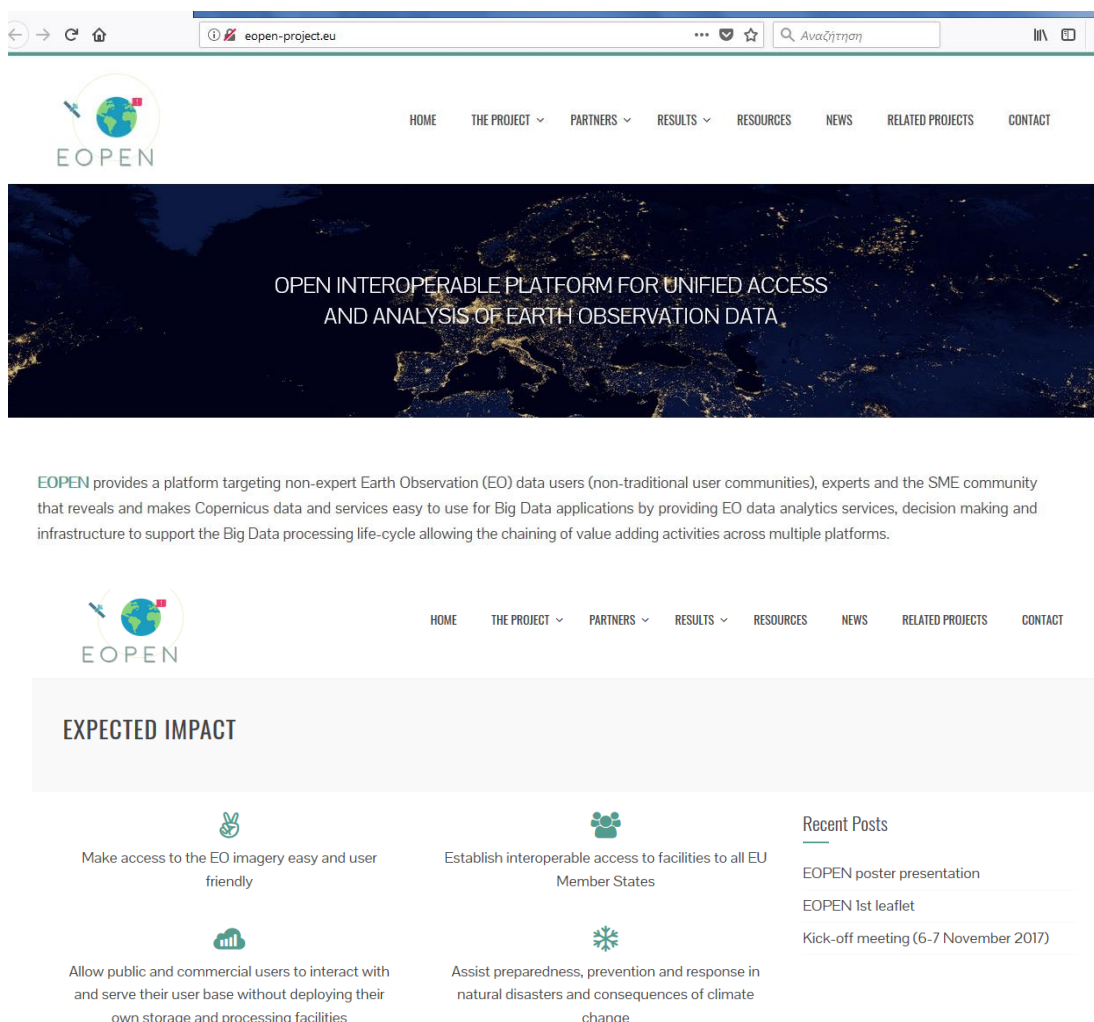 eopen-project.eu
Αναζήτηση
EOPEN
HOME THE PROJECT PARTNERS RESULTS RESOURCES NEWS RELATED PROJECTS CONTACT
OPEN INTEROPERABLE PLATFORM FOR UNIFIED ACCESS
AND ANALYSIS OF EARTH OBSERVATION DATA
EOPEN provides a platform targeting non-expert Earth Observation (EO) data users (non-traditional user communities), experts and the SME community
that reveals and makes Copernicus data and services easy to use for Big Data applications by providing EO data analytics services, decision making and
infrastructure to support the Big Data processing life-cycle allowing the chaining of value adding activities across multiple platforms.
EOPEN
HOME THE PROJECT PARTNERS RESULTS RESOURCES NEWS RELATED PROJECTS CONTACT
EXPECTED IMPACT
Make access to the EO imagery easy and user
friendly
Establish interoperable access to facilities to all EU
Member States
Allow public and commercial users to interact with
and serve their user base without deploying their
own storage and processing facilities
Assist preparedness, prevention and response in
natural disasters and consequences of climate
change
Recent Posts
EOPEN poster presentation
EOPEN 1st leaflet
Kick-off meeting (6-7 November 2017)